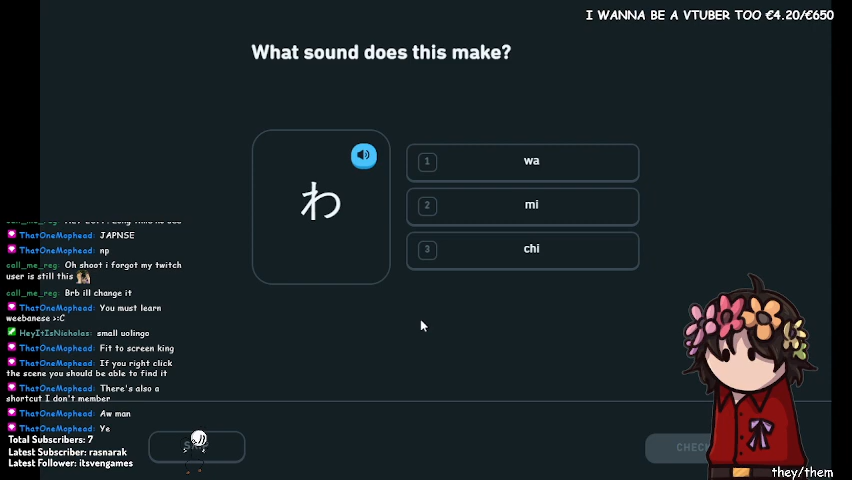 I WANNA BE A VTUBER TOO €4.20/€650
What sound does this make?
わ
1 wa
2 mi
3 chi
ThatOneMophead: JAPNSE
ThatOneMophead: np
call_me_reg: Oh shoot i forgot my twitch
user is still this
call_me_reg: Brb ill change it
ThatOneMophead: You must learn
weebanese >:C
HeyItIsNicholas: small uolingo
ThatOneMophead: Fit to screen king
ThatOneMophead: If you right click
the scene you should be able to find it
ThatOneMophead: There's also a
shortcut I don't member
ThatOneMophead: Aw man
ThatOneMophead: Ye
Total Subscribers: 7
Latest Subscriber: rasnarak
Latest Follower: itsvengames
CHEC
they/them